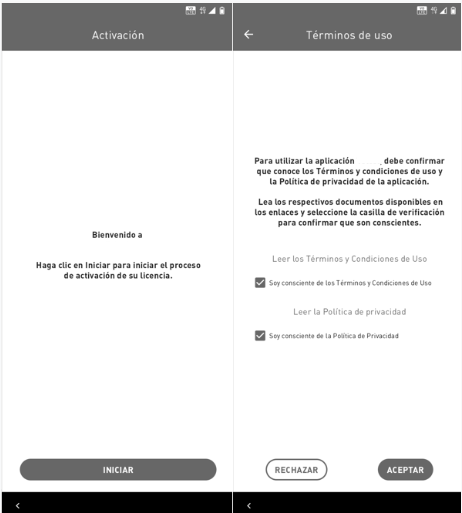 Activación
Bienvenido a
Haga clic en Iniciar para iniciar el proceso
de activación de su licencia.
INICIAR
Términos de uso
Para utilizar la aplicación , debe confirmar
que conoce los Términos y condiciones de uso y
la Política de privacidad de la aplicación.
Lea los respectivos documentos disponibles en
los enlaces y seleccione la casilla de verificación
para confirmar que son conscientes.
Leer los Términos y Condiciones de Uso
Soy consciente de los Términos y Condiciones de Uso
Leer la Política de privacidad
Soy consciente de la Política de Privacidad
RECHAZAR
ACEPTAR